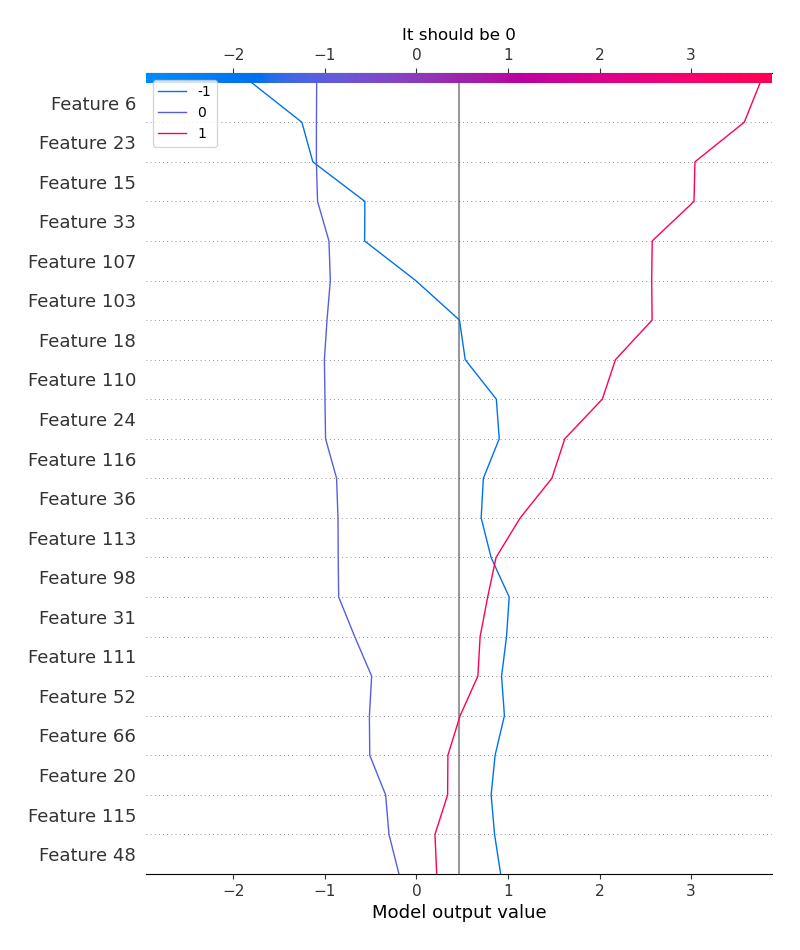 It should be 0
−2 −1 0 1 2 3
-1
0
1
Feature 6
Feature 23
Feature 15
Feature 33
Feature 107
Feature 103
Feature 18
Feature 110
Feature 24
Feature 116
Feature 36
Feature 113
Feature 98
Feature 31
Feature 111
Feature 52
Feature 66
Feature 20
Feature 115
Feature 48
−2 −1 0 1 2 3
Model output value